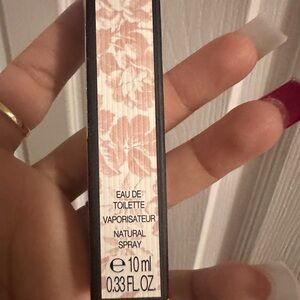 EAU DE
TOILETTE
VAPORISATEUR
NATURAL
SPRAY
℮ 10 ml
0.33 FL.OZ.